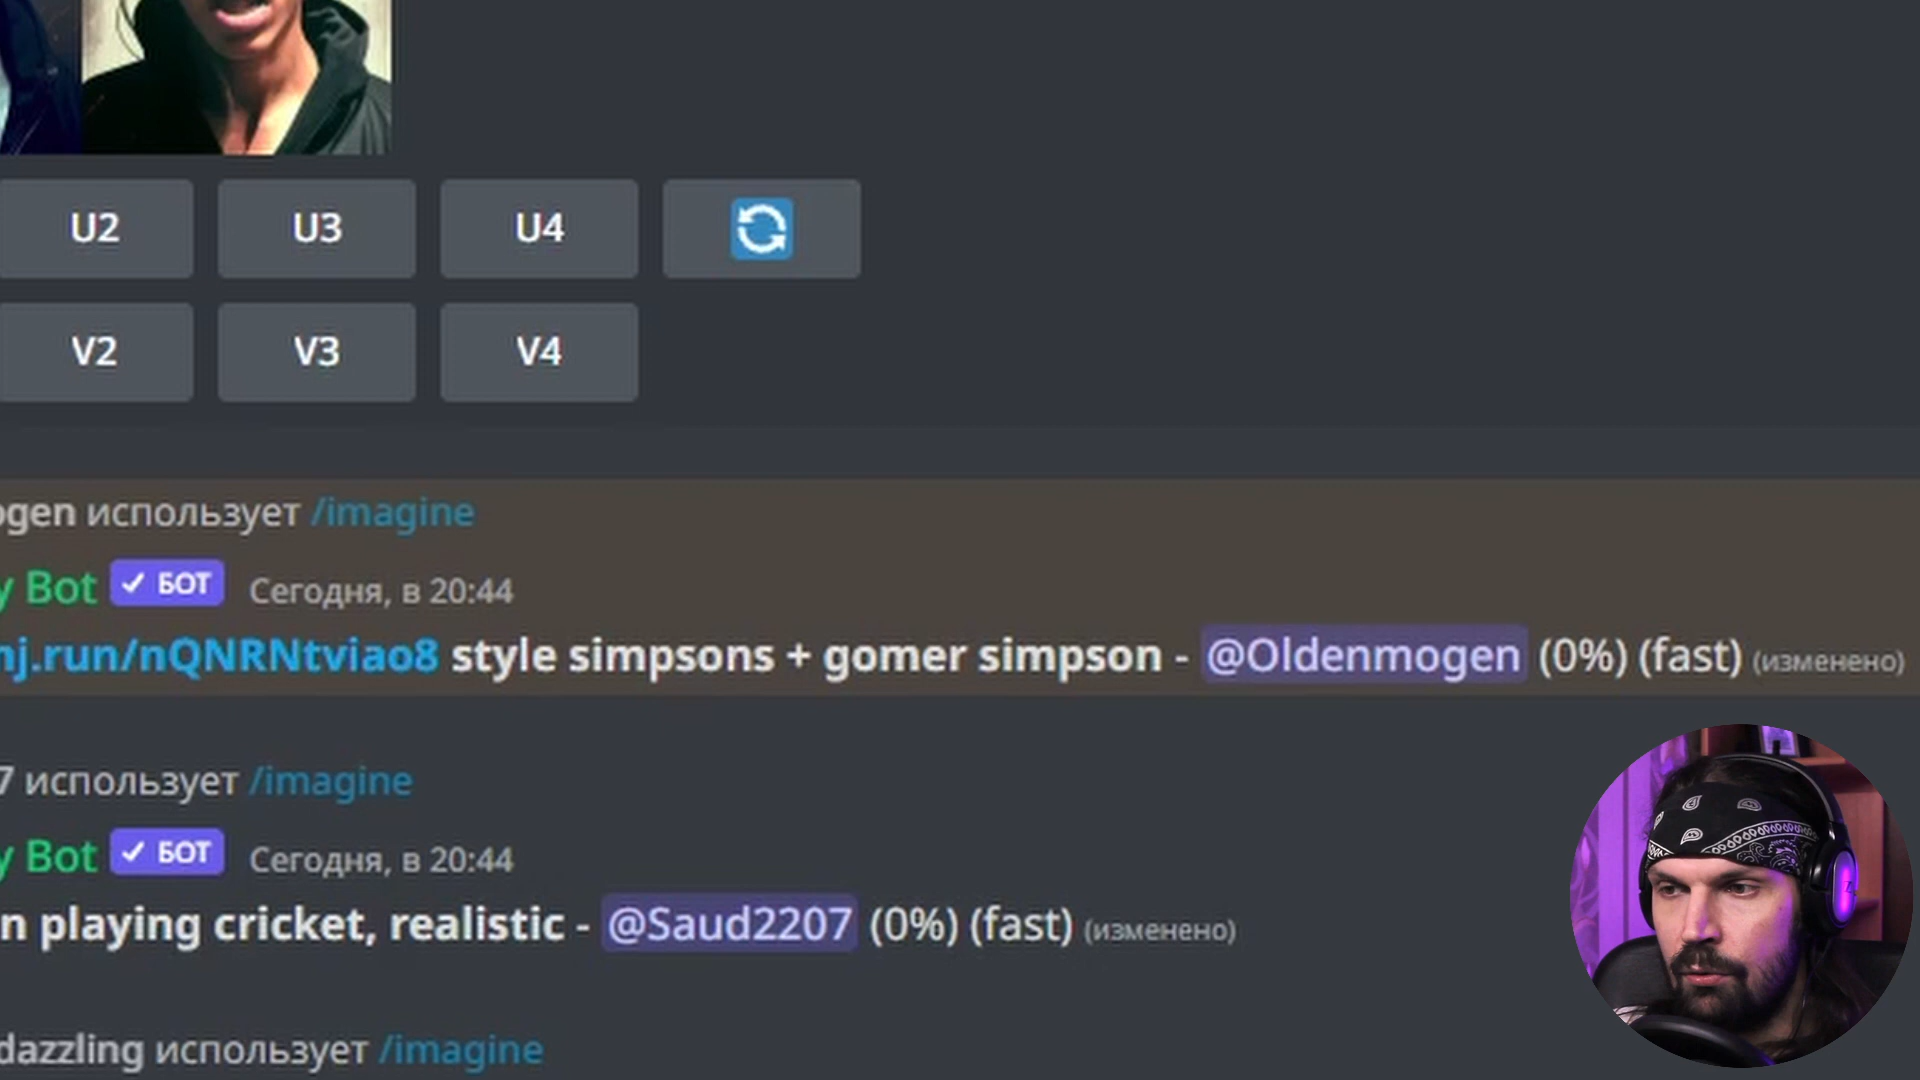 U2 U3 U4
V2 V3 V4
ogen использует /imagine
y Bot БОТ Сегодня, в 20:44
nj.run/nQNRNtviao8 style simpsons + gomer simpson - @Oldenmogen (0%) (fast) (изменено)
7 использует /imagine
y Bot БОТ Сегодня, в 20:44
n playing cricket, realistic - @Saud2207 (0%) (fast) (изменено)
dazzling использует /imagine